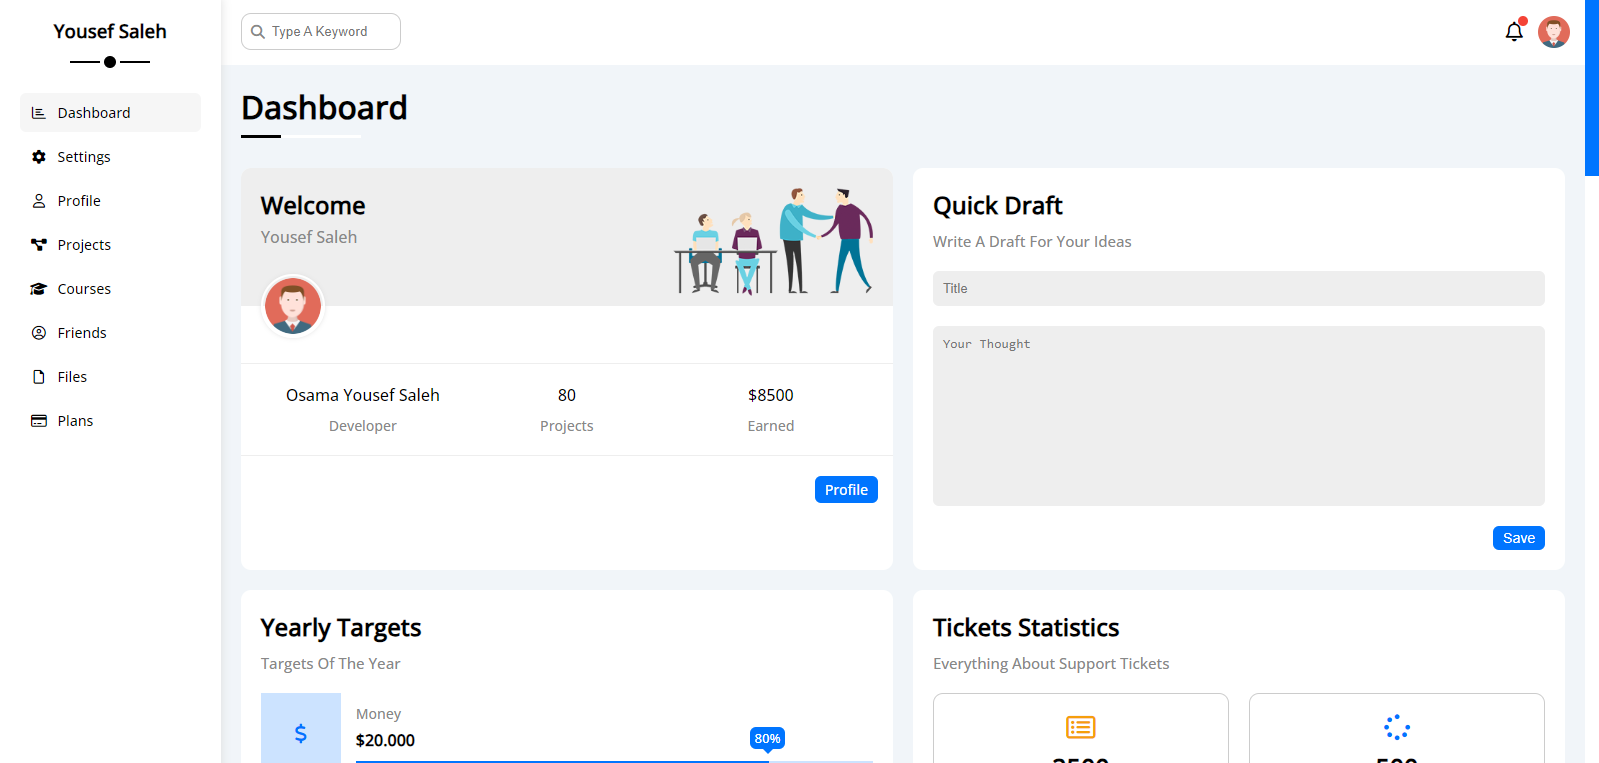 Yousef Saleh
Type A Keyword
Dashboard
Settings
Profile
Projects
Courses
Friends
Files
Plans
Dashboard
Welcome
Yousef Saleh
Osama Yousef Saleh
Developer
80
Projects
$8500
Earned
Profile
Quick Draft
Write A Draft For Your Ideas
Title
Your Thought
Save
Yearly Targets
Targets Of The Year
$
Money
$20.000
80%
Tickets Statistics
Everything About Support Tickets
2500
500